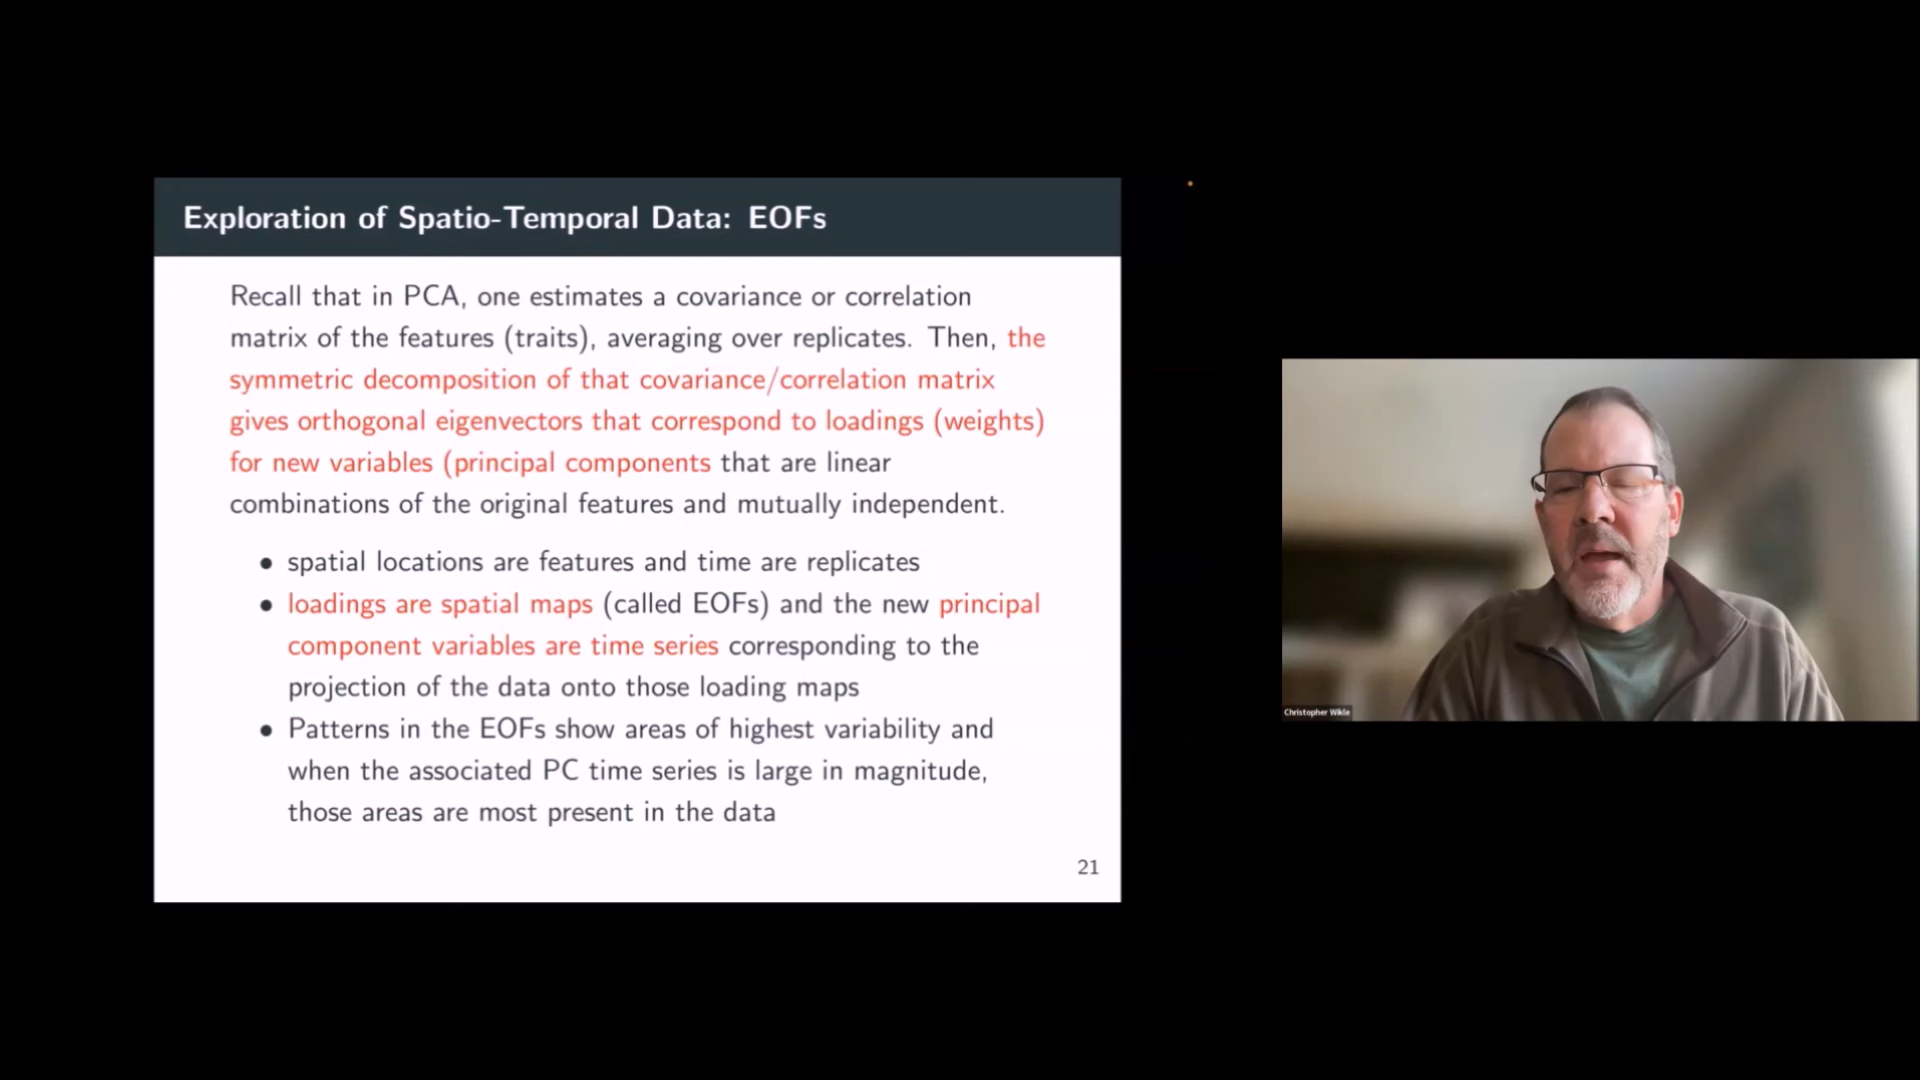 Exploration of Spatio-Temporal Data: EOFs
Recall that in PCA, one estimates a covariance or correlation
matrix of the features (traits), averaging over replicates. Then, the
symmetric decomposition of that covariance/correlation matrix
gives orthogonal eigenvectors that correspond to loadings (weights)
for new variables (principal components that are linear
combinations of the original features and mutually independent.
• spatial locations are features and time are replicates
• loadings are spatial maps (called EOFs) and the new principal
component variables are time series corresponding to the
projection of the data onto those loading maps
• Patterns in the EOFs show areas of highest variability and
when the associated PC time series is large in magnitude,
those areas are most present in the data
21
Christopher Wikle